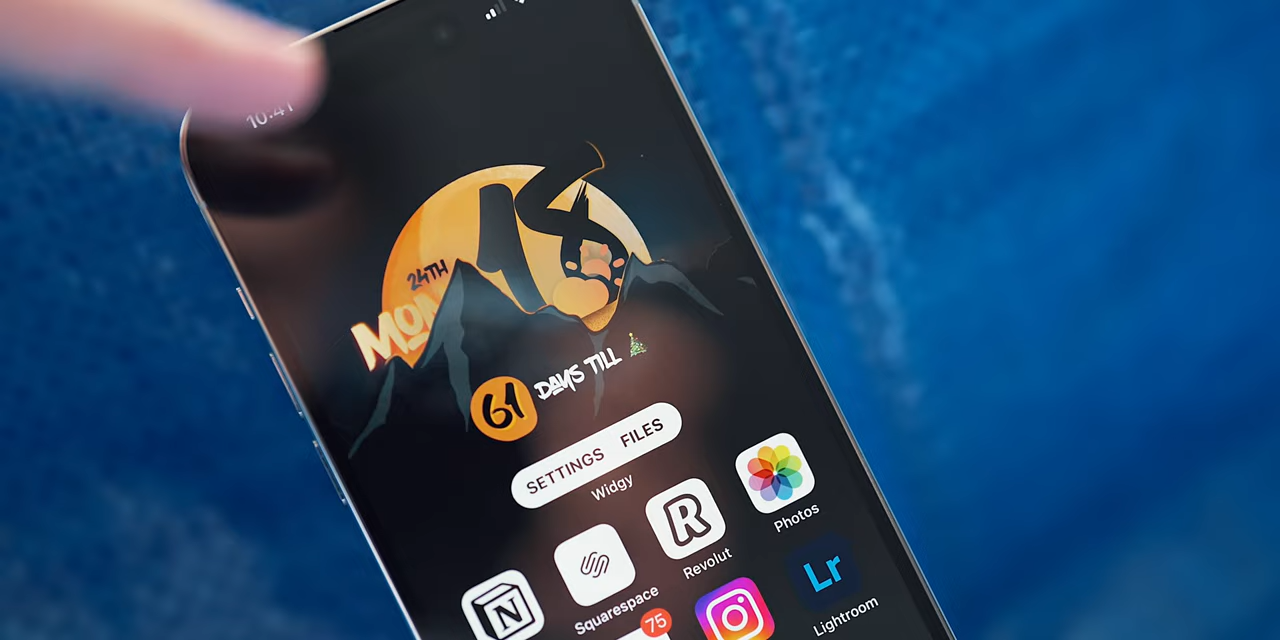 10:41
24TH
MON
61 DAYS TILL
SETTINGS FILES
Widgy
Photos
R
Revolut
Squarespace
N
Lr
Lightroom
75